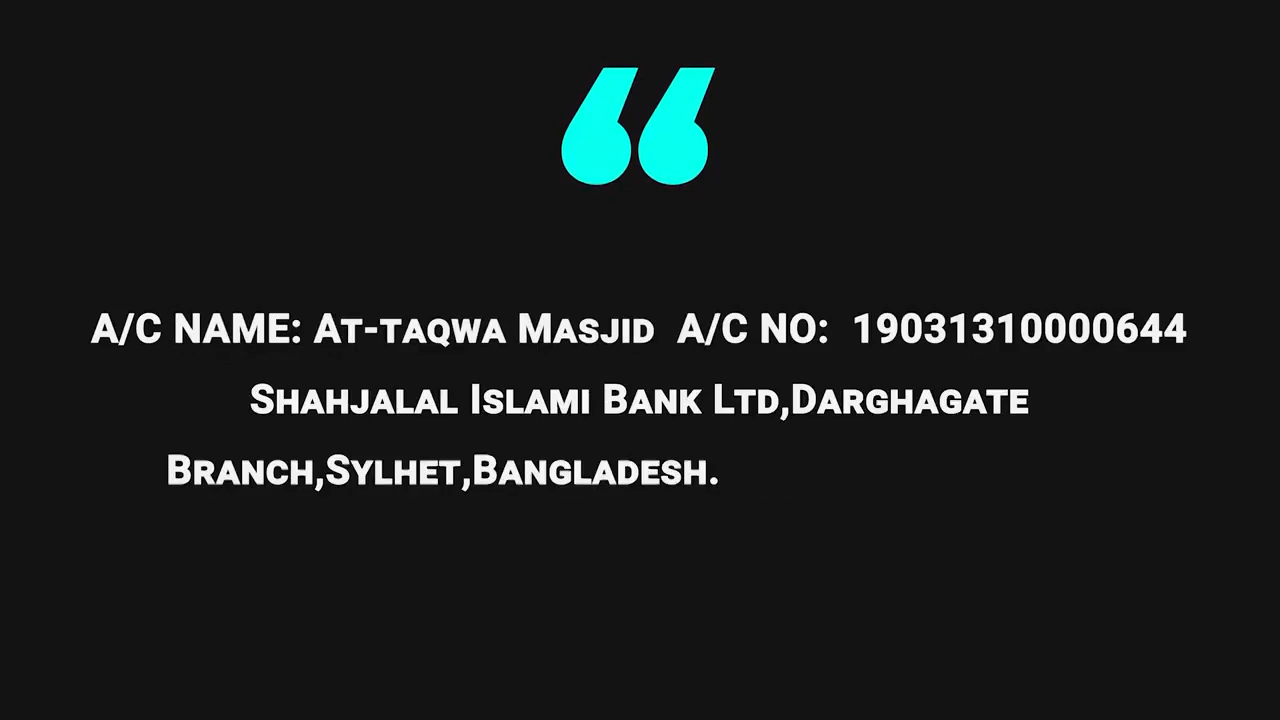 “
A/C NAME: At-taqwa Masjid  A/C NO:  19031310000644
Shahjalal Islami Bank Ltd,Darghagate
Branch,Sylhet,Bangladesh.